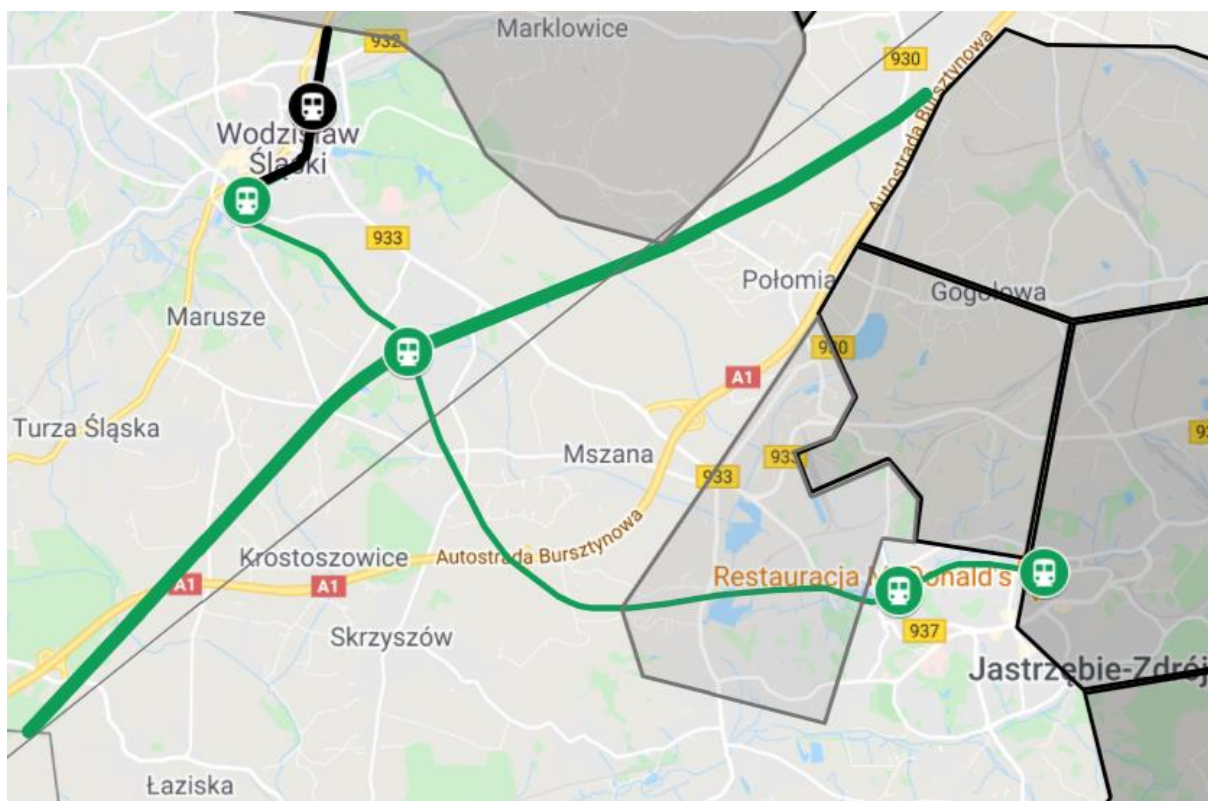 Marklowice
932
930
Wodzisław
Śląski
Autostrada Bursztynowa
933
Połomia
Gogołowa
Marusze
930
A1
Turza Śląska
Mszana
933
933
93
Krostoszowice
Autostrada Bursztynowa
A1
A1
Restauracja McDonald's
937
Skrzyszów
Jastrzębie-Zdrój
Łaziska